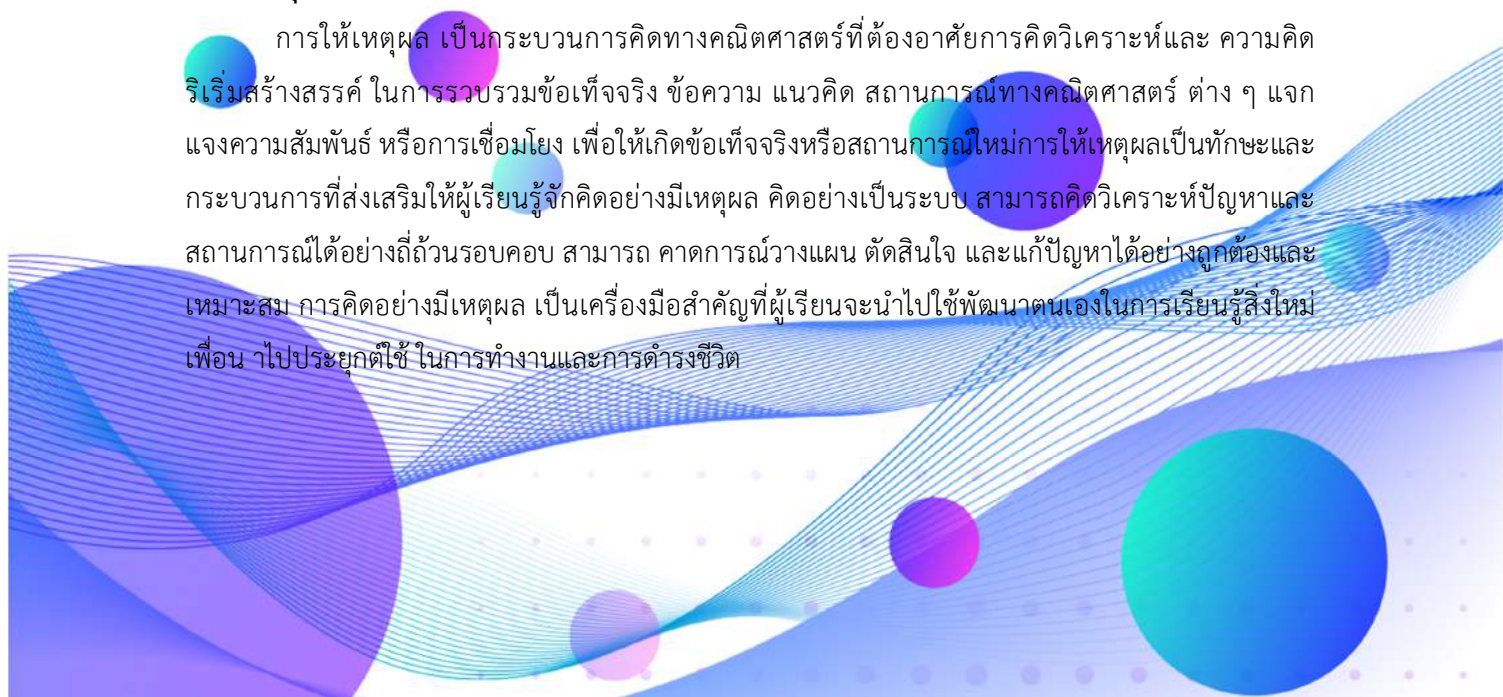 การให้เหตุผล เป็นกระบวนการคิดทางคณิตศาสตร์ที่ต้องอาศัยการคิดวิเคราะห์และ ความคิด
ริเริ่มสร้างสรรค์ ในการรวบรวมข้อเท็จจริง ข้อความ แนวคิด สถานการณ์ทางคณิตศาสตร์ ต่าง ๆ แจก
แจงความสัมพันธ์ หรือการเชื่อมโยง เพื่อให้เกิดข้อเท็จจริงหรือสถานการณ์ใหม่การให้เหตุผลเป็นทักษะและ
กระบวนการที่ส่งเสริมให้ผู้เรียนรู้จักคิดอย่างมีเหตุผล คิดอย่างเป็นระบบ สามารถคิดวิเคราะห์ปัญหาและ
สถานการณ์ได้อย่างถี่ถ้วนรอบคอบ สามารถ คาดการณ์วางแผน ตัดสินใจ และแก้ปัญหาได้อย่างถูกต้องและ
เหมาะสม การคิดอย่างมีเหตุผล เป็นเครื่องมือสำคัญที่ผู้เรียนจะนำไปใช้พัฒนาตนเองในการเรียนรู้สิ่งใหม่
เพื่อน าไปประยุกต์ใช้ ในการทำงานและการดำรงชีวิต